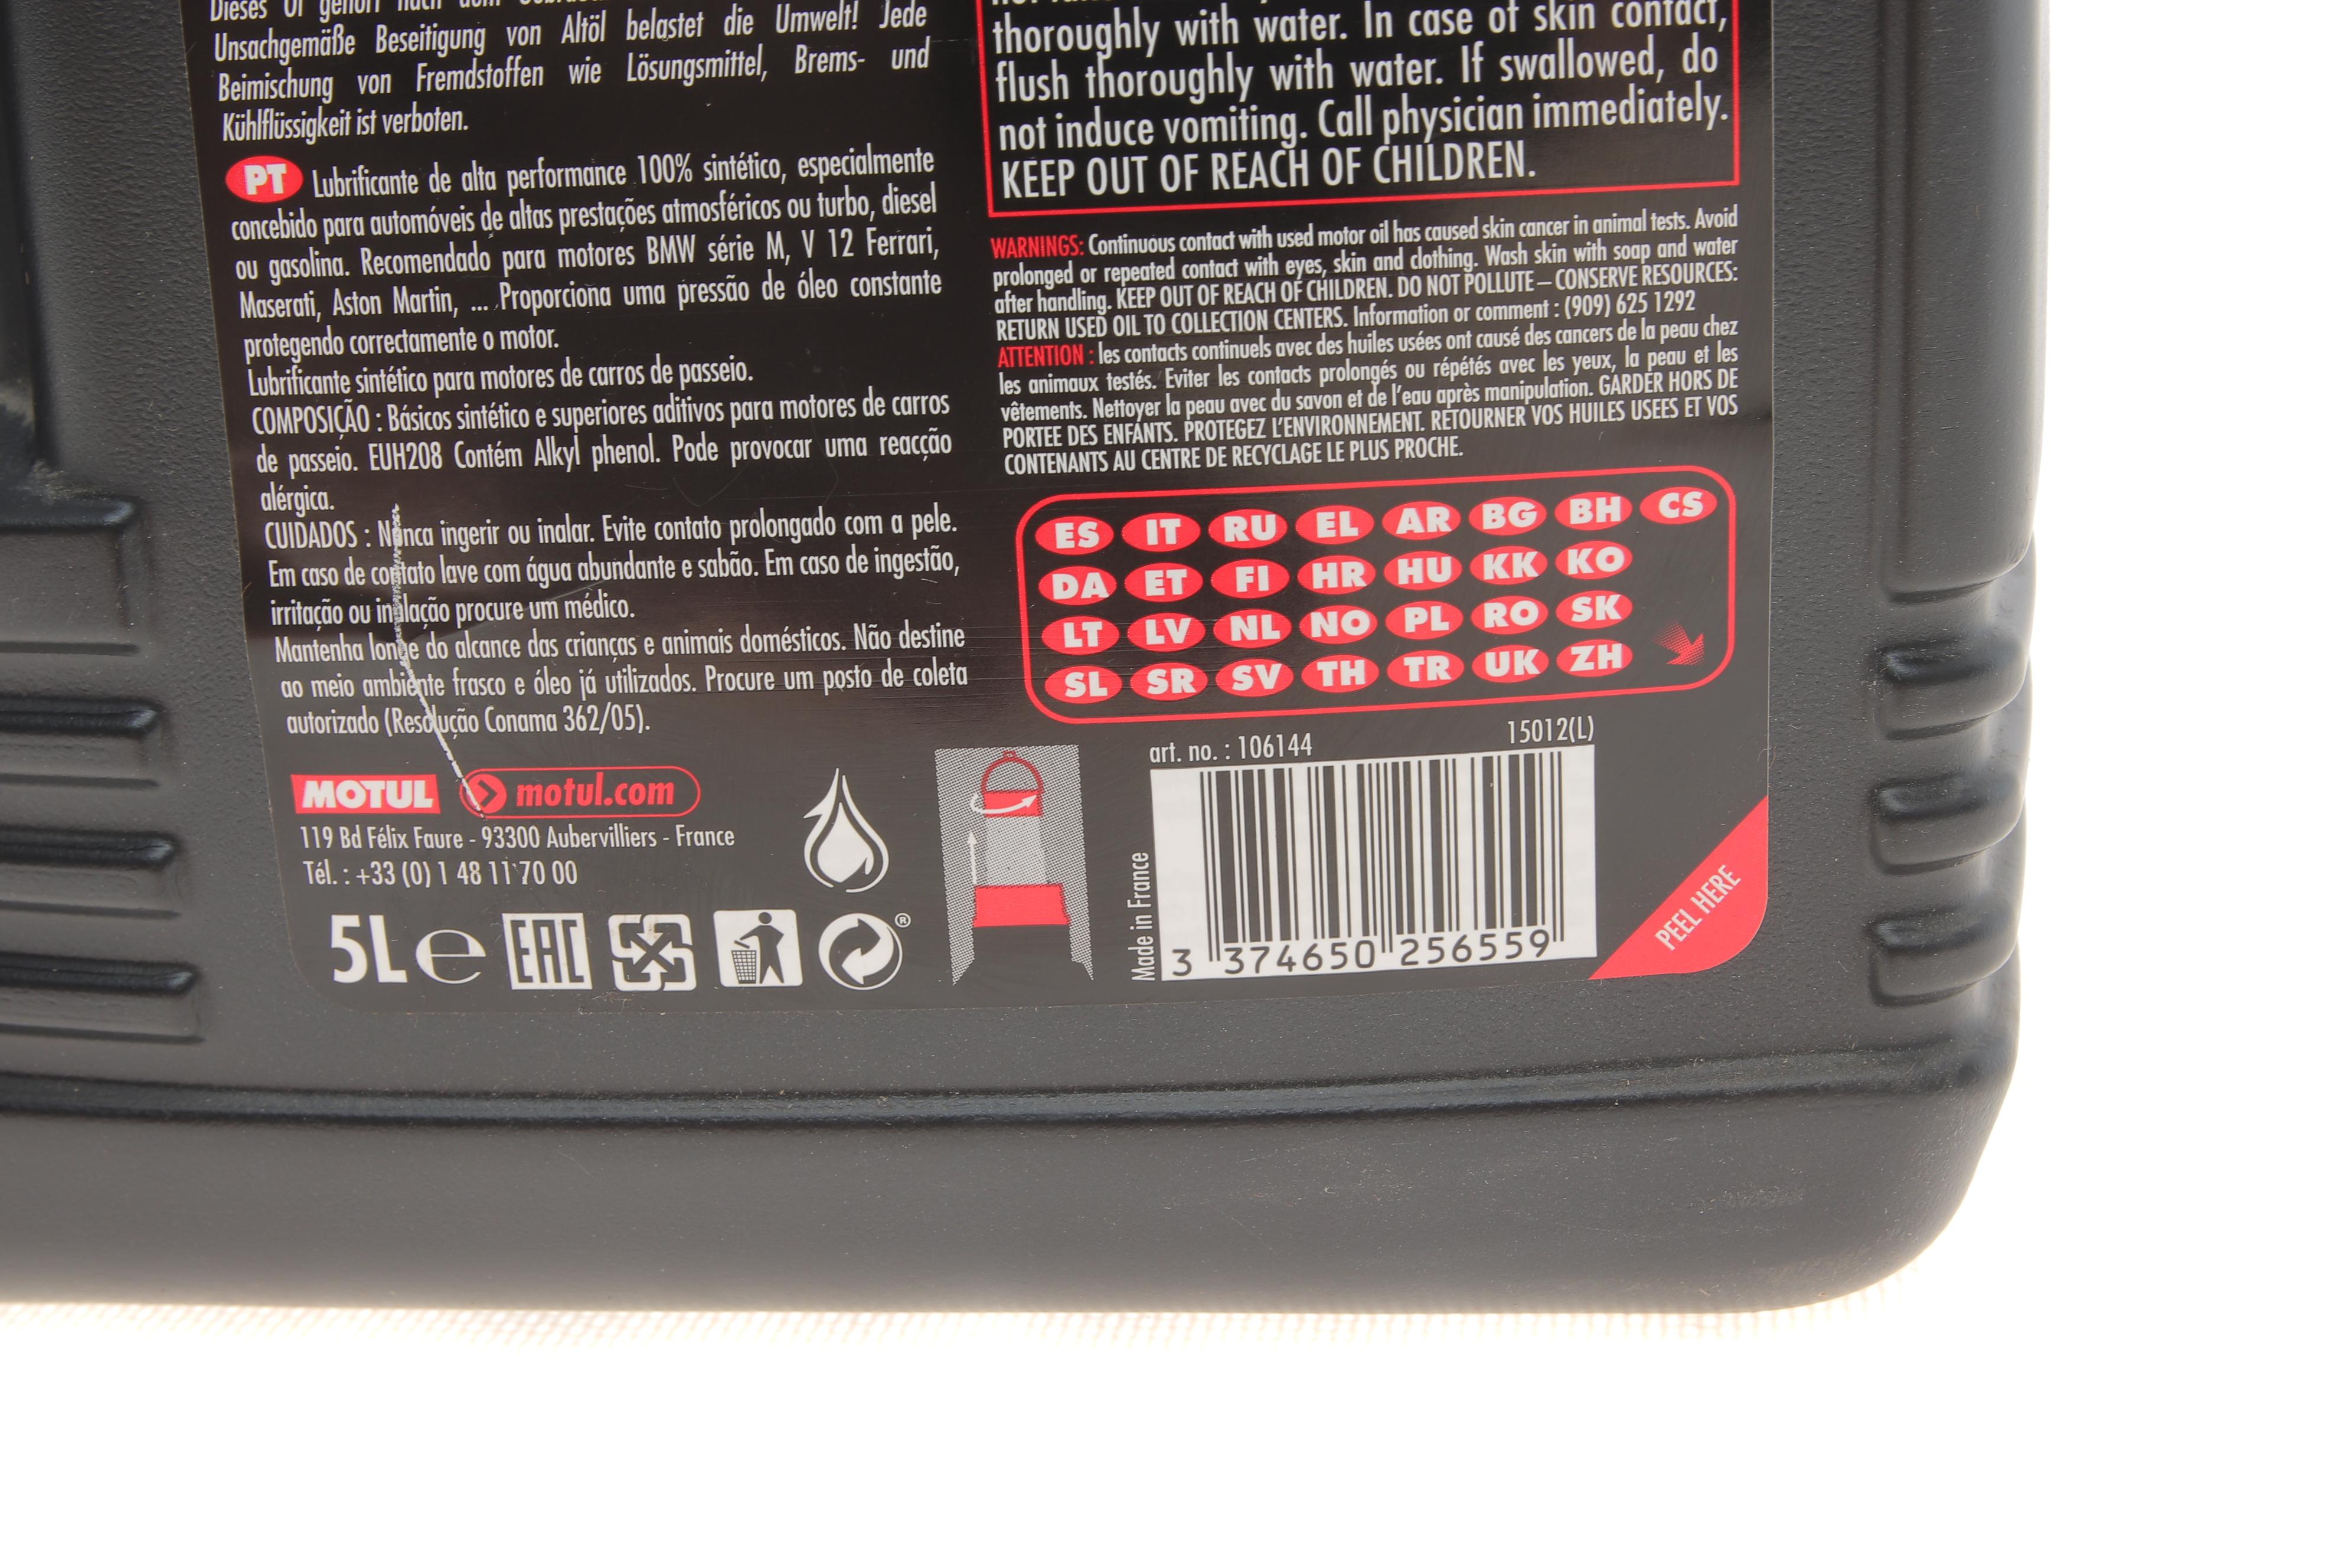 Dieses Öl gehört nach dem
Unsachgemäße Beseitigung von Altöl belastet die Umwelt! Jede
Beimischung von Fremdstoffen wie Lösungsmittel, Brems- und
Kühlflüssigkeit ist verboten.
PT Lubrificante de alta performance 100% sintético, especialmente
concebido para automóveis de altas prestações atmosféricos ou turbo, diesel
ou gasolina. Recomendado para motores BMW série M, V 12 Ferrari,
Maserati, Aston Martin, ... Proporciona uma pressão de óleo constante
protegendo correctamente o motor.
Lubrificante sintético para motores de carros de passeio.
COMPOSIÇÃO : Básicos sintético e superiores aditivos para motores de carros
de passeio. EUH208 Contém Alkyl phenol. Pode provocar uma reacção
alérgica.
CUIDADOS : Nunca ingerir ou inalar. Evite contato prolongado com a pele.
Em caso de contato lave com água abundante e sabão. Em caso de ingestão,
irritação ou inalação procure um médico.
Mantenha longe do alcance das crianças e animais domésticos. Não destine
ao meio ambiente frasco e óleo já utilizados. Procure um posto de coleta
autorizado (Resolução Conama 362/05).
MOTUL motul.com
119 Bd Félix Faure - 93300 Aubervilliers - France
Tél. : +33 (0) 1 48 11 70 00
5L e EAC ®
thoroughly with water. In case of skin contact,
flush thoroughly with water. If swallowed, do
not induce vomiting. Call physician immediately.
KEEP OUT OF REACH OF CHILDREN.
WARNINGS: Continuous contact with used motor oil has caused skin cancer in animal tests. Avoid
prolonged or repeated contact with eyes, skin and clothing. Wash skin with soap and water
after handling. KEEP OUT OF REACH OF CHILDREN. DO NOT POLLUTE – CONSERVE RESOURCES:
RETURN USED OIL TO COLLECTION CENTERS. Information or comment : (909) 625 1292
ATTENTION : les contacts continuels avec des huiles usées ont causé des cancers de la peau chez
les animaux testés. Eviter les contacts prolongés ou répétés avec les yeux, la peau et les
vêtements. Nettoyer la peau avec du savon et de l'eau après manipulation. GARDER HORS DE
PORTEE DES ENFANTS. PROTEGEZ L'ENVIRONNEMENT. RETOURNER VOS HUILES USEES ET VOS
CONTENANTS AU CENTRE DE RECYCLAGE LE PLUS PROCHE.
ES IT RU EL AR BG BH CS
DA ET FI HR HU KK KO
LT LV NL NO PL RO SK
SL SR SV TH TR UK ZH
art. no. : 106144 15012(L)
Made in France
3 374650 256559
PEEL HERE